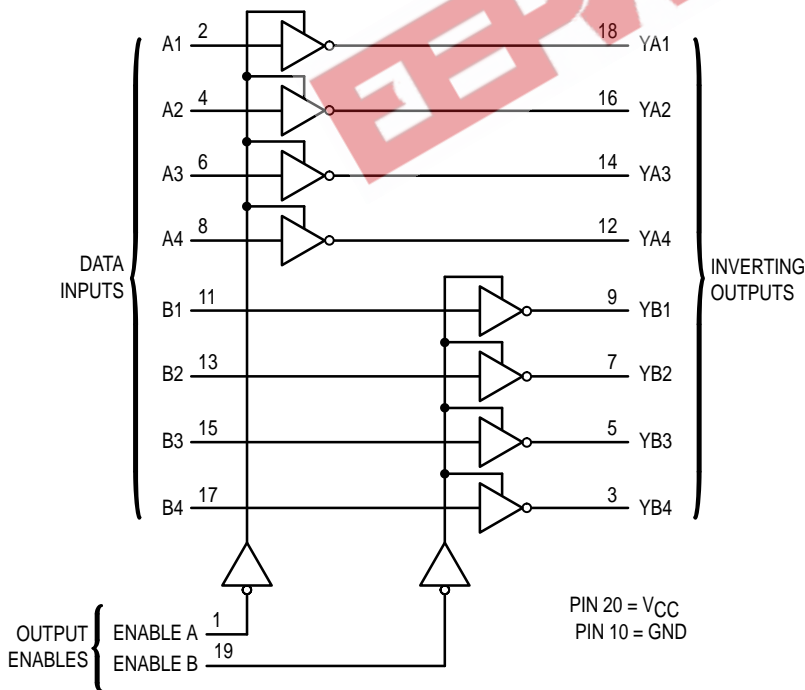 A1 2 18 YA1
A2 4 16 YA2
A3 6 14 YA3
A4 8 12 YA4
DATA
INPUTS
INVERTING
OUTPUTS
B1 11 9 YB1
B2 13 7 YB2
B3 15 5 YB3
B4 17 3 YB4
OUTPUT
ENABLES
ENABLE A 1
ENABLE B 19
PIN 20 = VCC
PIN 10 = GND